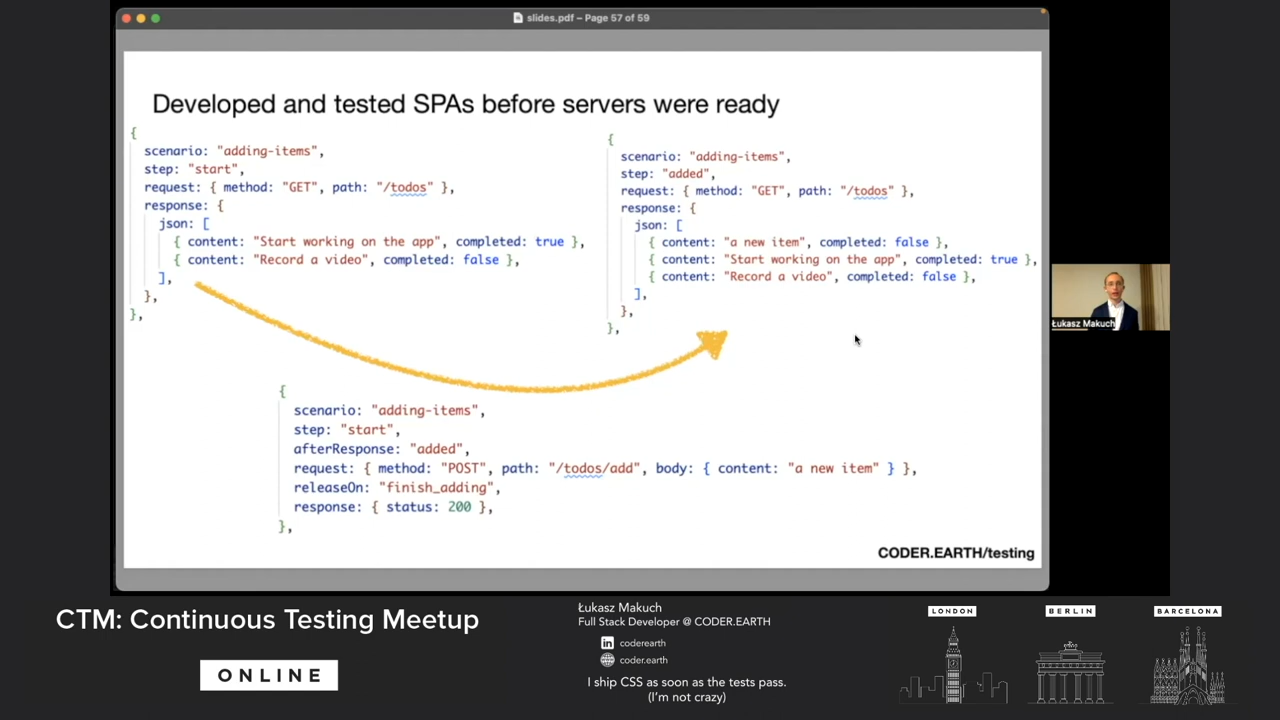 slides.pdf – Page 57 of 59
Developed and tested SPAs before servers were ready
{
scenario: "adding-items",
step: "start",
request: { method: "GET", path: "/todos" },
response: {
json: [
{ content: "Start working on the app", completed: true },
{ content: "Record a video", completed: false },
],
},
},
{
scenario: "adding-items",
step: "added",
request: { method: "GET", path: "/todos" },
response: {
json: [
{ content: "a new item", completed: false },
{ content: "Start working on the app", completed: true },
{ content: "Record a video", completed: false },
],
},
},
{
scenario: "adding-items",
step: "start",
afterResponse: "added",
request: { method: "POST", path: "/todos/add", body: { content: "a new item" } },
releaseOn: "finish_adding",
response: { status: 200 },
},
CODER.EARTH/testing
Łukasz Makuch
CTM: Continuous Testing Meetup
ONLINE
Łukasz Makuch
Full Stack Developer @ CODER.EARTH
in coderearth
coder.earth
I ship CSS as soon as the tests pass.
(I'm not crazy)
LONDON
BERLIN
BARCELONA